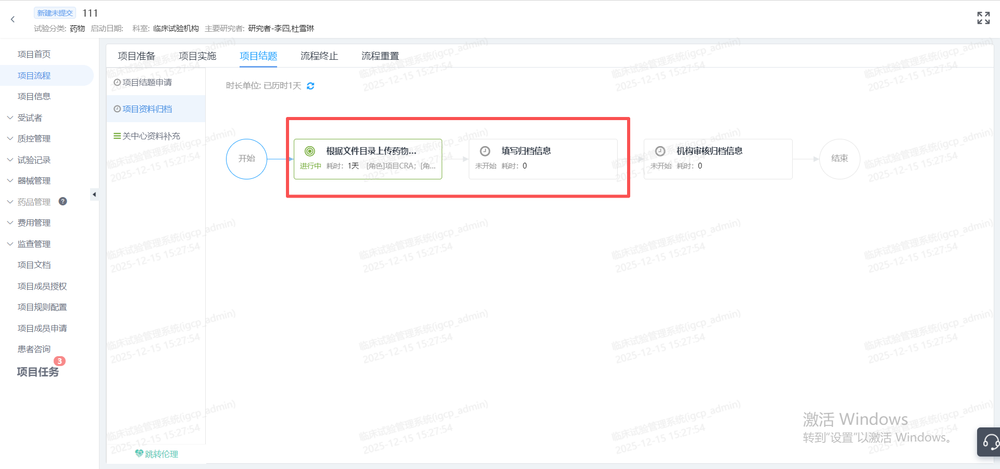 新建未提交 111
试验分类: 药物 启动日期: 科室: 临床试验机构 主要研究者: 研究者-李四,杜雪琳
项目首页
项目流程
项目信息
受试者
质控管理
试验记录
器械管理
药品管理 ?
费用管理
监查管理
项目文档
项目成员授权
项目规则配置
项目成员申请
患者咨询
项目任务 3
项目准备 项目实施 项目结题 流程终止 流程重置
项目结题申请
项目资料归档
关中心资料补充
跳转伦理
时长单位: 已历时1天
开始
根据文件目录上传药物...
进行中 耗时: 1天 [角色]项目CRA; [角...
填写归档信息
未开始 耗时: 0
机构审核归档信息
未开始 耗时: 0
结束
临床试验管理系统(igcp_admin)
2025-12-15 15:27:54
激活 Windows
转到“设置”以激活 Windows。